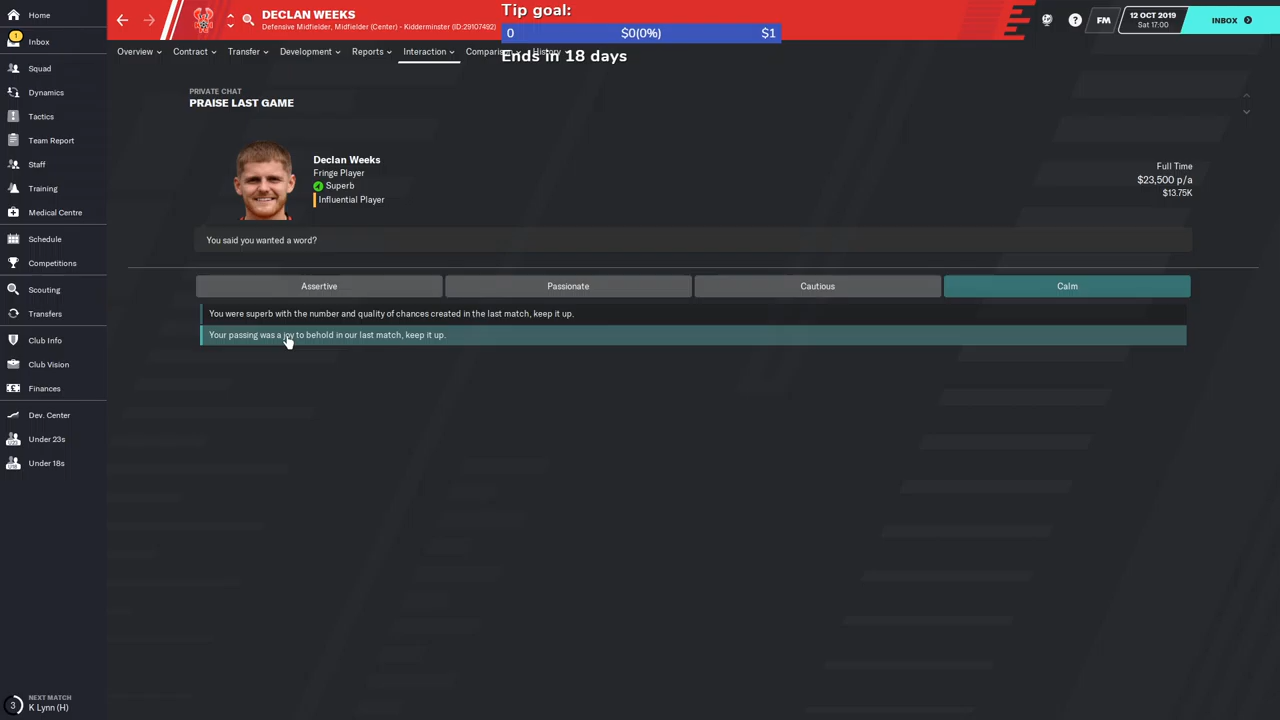 Home
1
Inbox
Squad
Dynamics
Tactics
Team Report
Staff
Training
Medical Centre
Schedule
Competitions
Scouting
Transfers
Club Info
Club Vision
Finances
Dev. Center
Under 23s
Under 18s
3
NEXT MATCH
K Lynn (H)
DECLAN WEEKS
Defensive Midfielder, Midfielder (Center) - Kidderminster (ID:29107492)
Tip goal:
0 $0(0%) $1
Ends in 18 days
?
FM
12 OCT 2019
Sat 17:00
INBOX
Overview
Contract
Transfer
Development
Reports
Interaction
Comparison
History
PRIVATE CHAT
PRAISE LAST GAME
Declan Weeks
Fringe Player
Superb
Influential Player
Full Time
$23,500 p/a
$13.75K
You said you wanted a word?
Assertive
Passionate
Cautious
Calm
You were superb with the number and quality of chances created in the last match, keep it up.
Your passing was a joy to behold in our last match, keep it up.